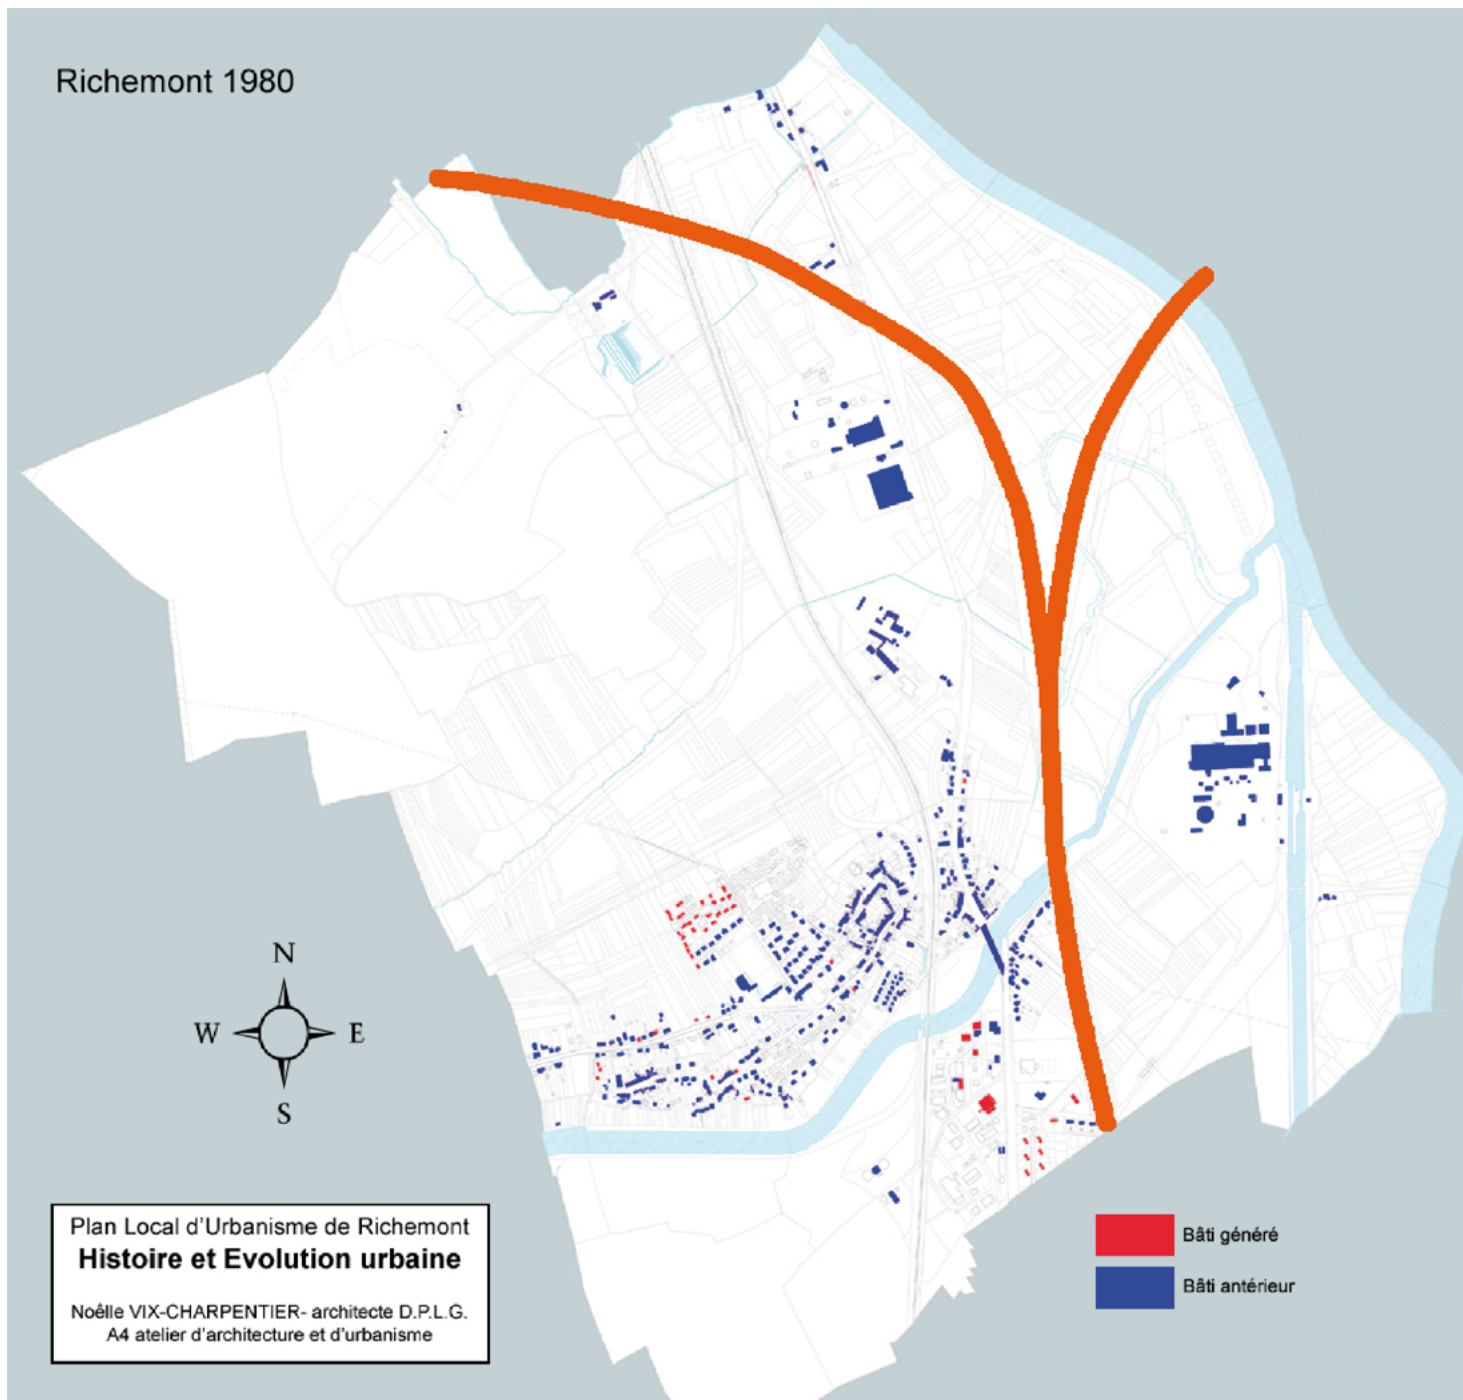 Richemont 1980
N
W
E
S
Plan Local d'Urbanisme de Richemont
Histoire et Evolution urbaine
Noëlle VIX-CHARPENTIER- architecte D.P.L.G.
A4 atelier d'architecture et d'urbanisme
Bâti généré
Bâti antérieur